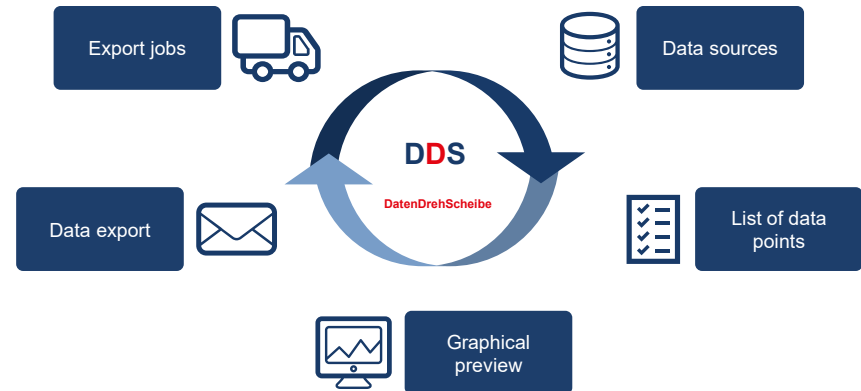 Export jobs
Data sources
DDS
DatenDrehScheibe
Data export
List of data
points
Graphical
preview